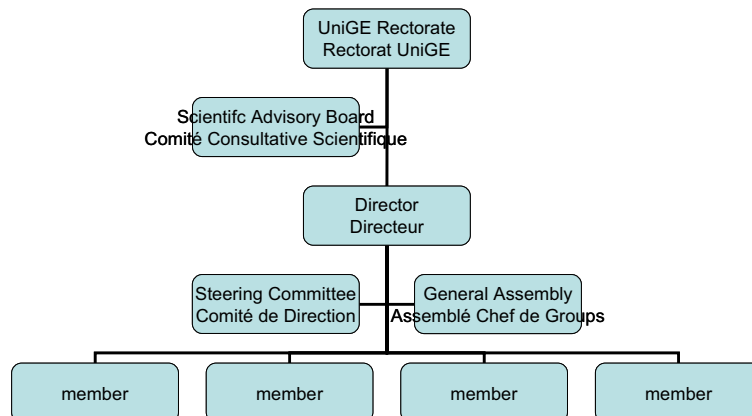 UniGE Rectorate
Rectorat UniGE
Scientifc Advisory Board
Comité Consultative Scientifique
Director
Directeur
Steering Committee
Comité de Direction
General Assembly
Assemblé Chef de Groups
member
member
member
member